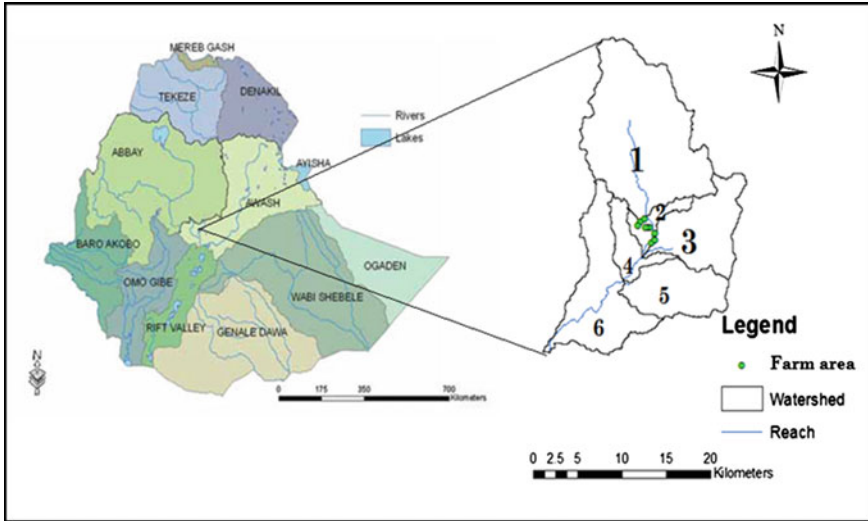 MEREB GASH
TEKEZE
DENAKIL
Rivers
Lakes
ABBAY
AYISHA
AWASH
BARO AKOBO
OMO GIBE
OGADEN
WABI SHEBELE
RIFT VALLEY
GENALE DAWA
N
0 175 350 700
Kilometers
N
1
2
3
4
5
6
Legend
Farm area
Watershed
Reach
0 2.5 5 10 15 20
Kilometers